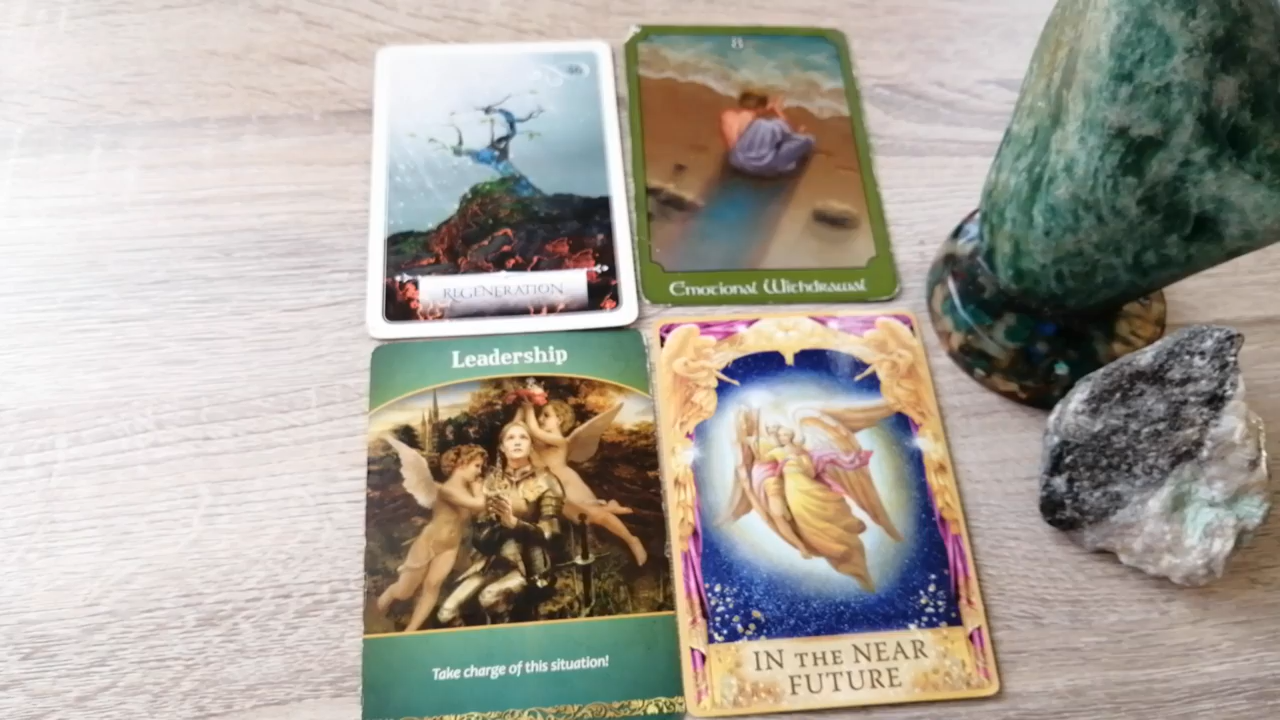 8
REGENERATION
Emotional Withdrawal
Leadership
Take charge of this situation!
IN THE NEAR
FUTURE